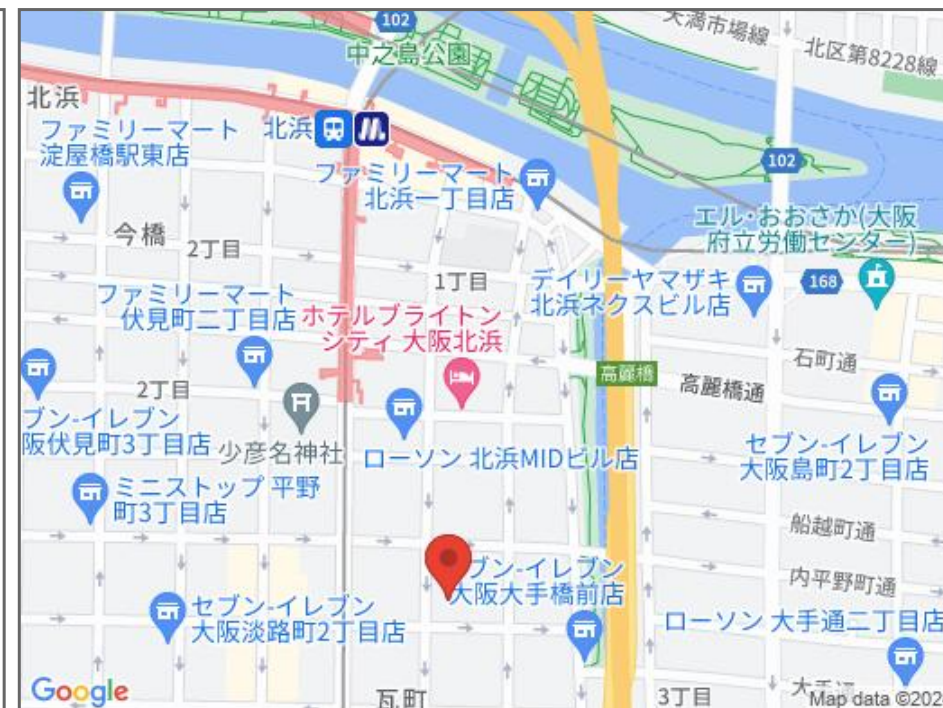 102
天満市場線
北区第8228線
中之島公園
北浜
ファミリーマート
淀屋橋駅東店
北浜
ファミリーマート
北浜一丁目店
102
エル・おおさか(大阪
府立労働センター)
今橋
2丁目
1丁目
デイリーヤマザキ
北浜ネクスビル店
168
ファミリーマート
伏見町二丁目店
ホテルブライトン
シティ 大阪北浜
石町通
高麗橋
高麗橋通
2丁目
ブン-イレブン
阪伏見町3丁目店
少彦名神社
ローソン 北浜MIDビル店
セブン-イレブン
大阪島町2丁目店
ミニストップ 平野
町3丁目店
船越町通
ブン-イレブン
大阪大手橋前店
内平野町通
セブン-イレブン
大阪淡路町2丁目店
ローソン 大手通二丁目店
Google
瓦町
3丁目
Map data ©202